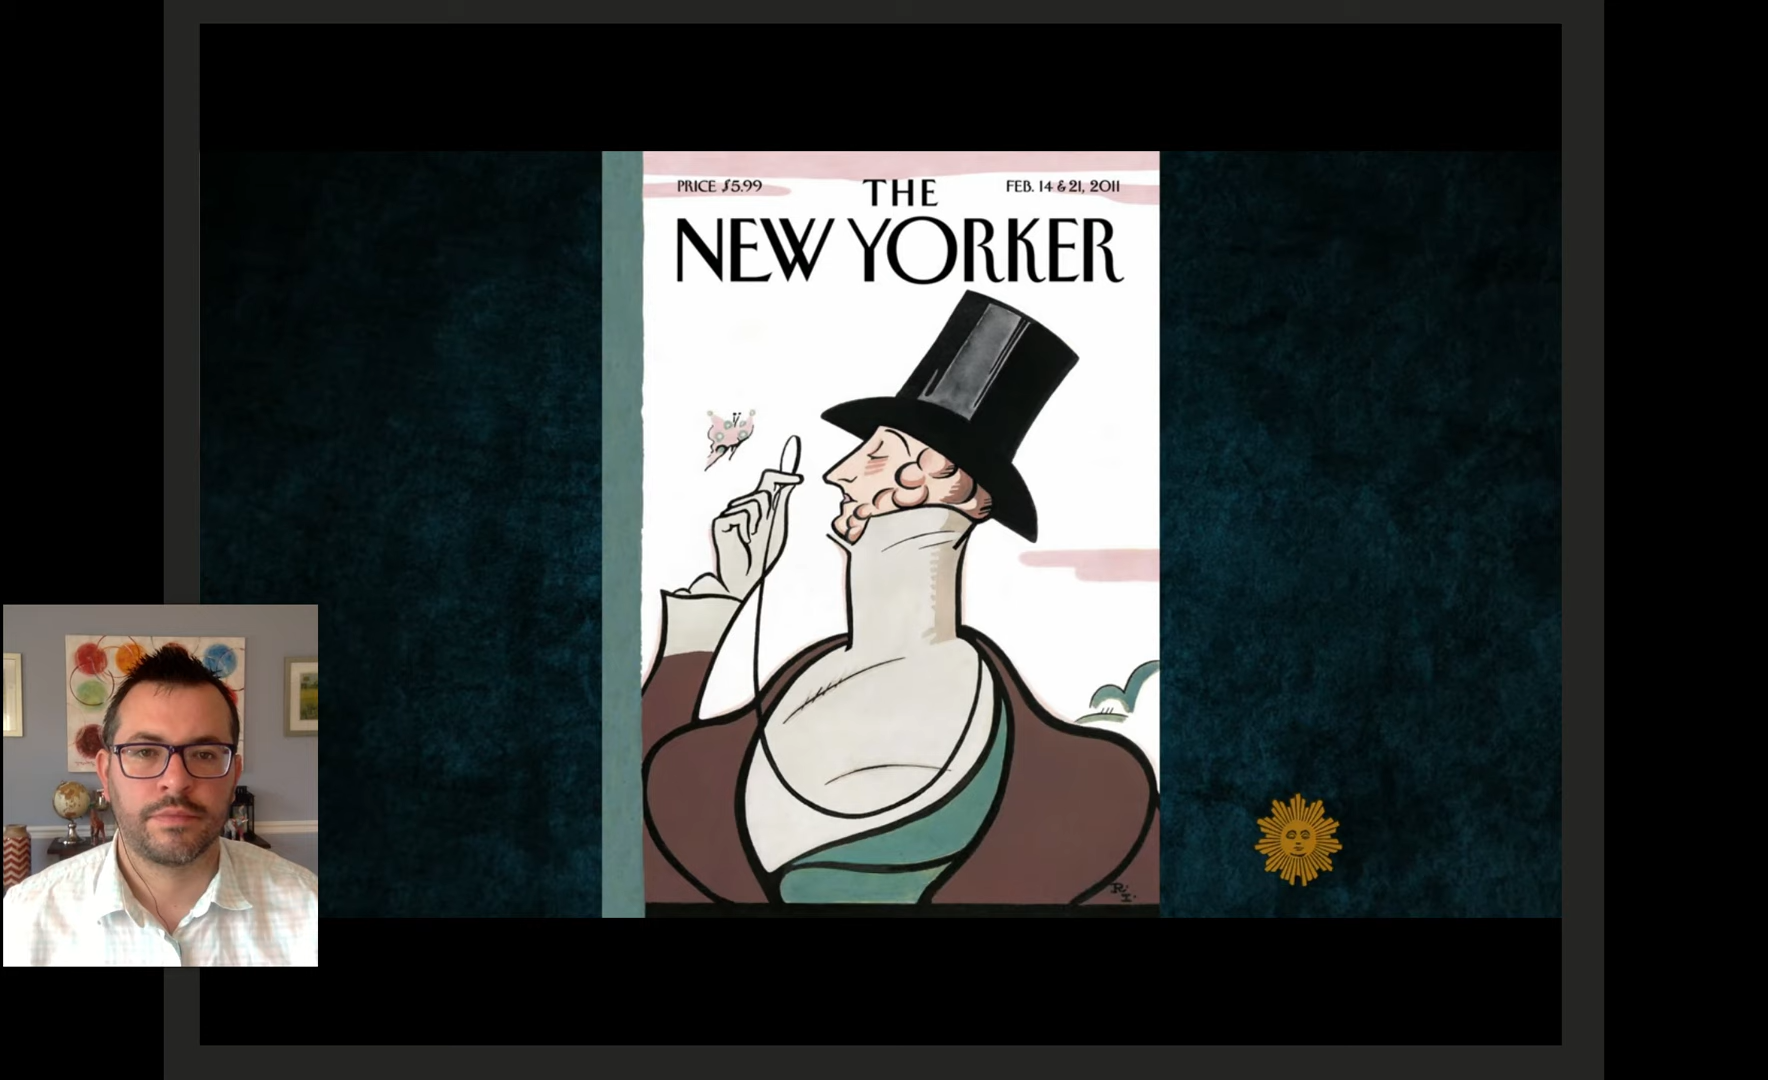 PRICE $5.99
THE
FEB. 14 & 21, 2011
NEW YORKER
R.
I.